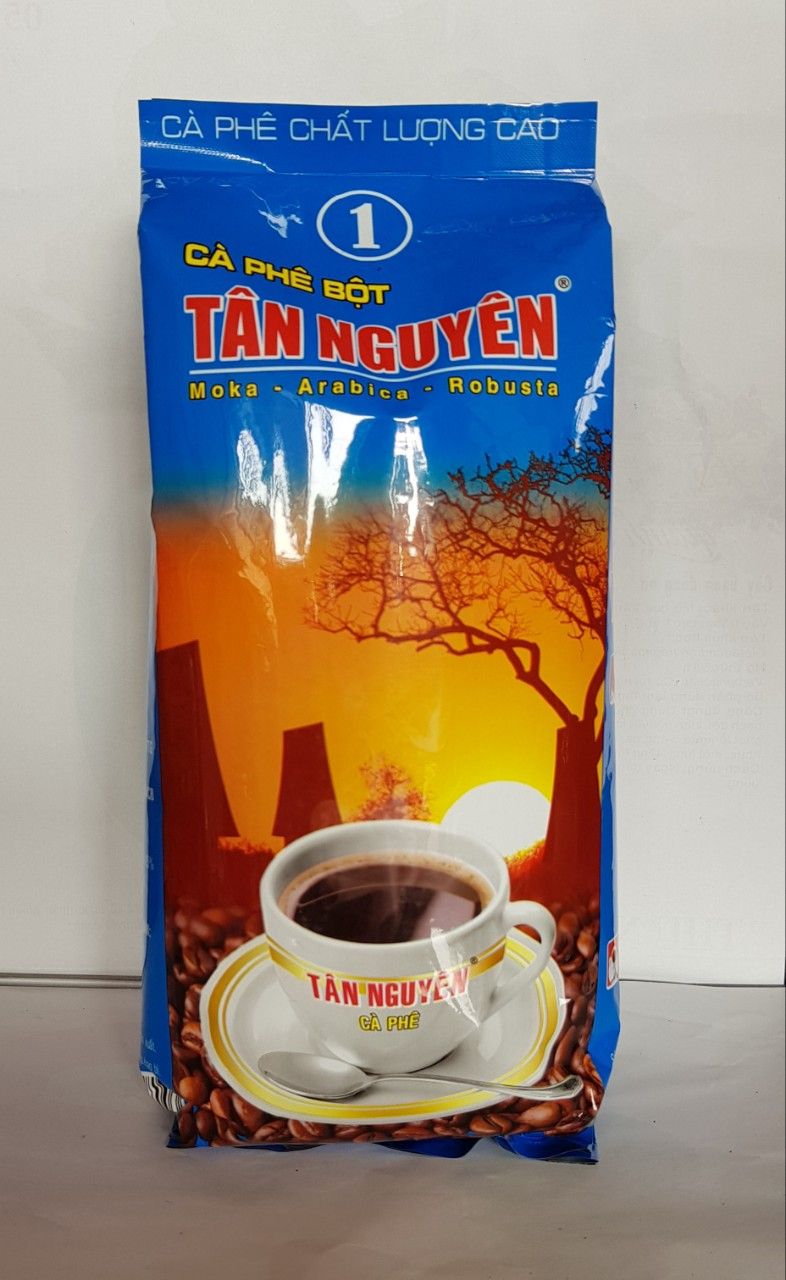 CÀ PHÊ CHẤT LƯỢNG CAO
1
CÀ PHÊ BỘT
TÂN NGUYÊN®
Moka - Arabica - Robusta
TÂN NGUYÊN®
CÀ PHÊ